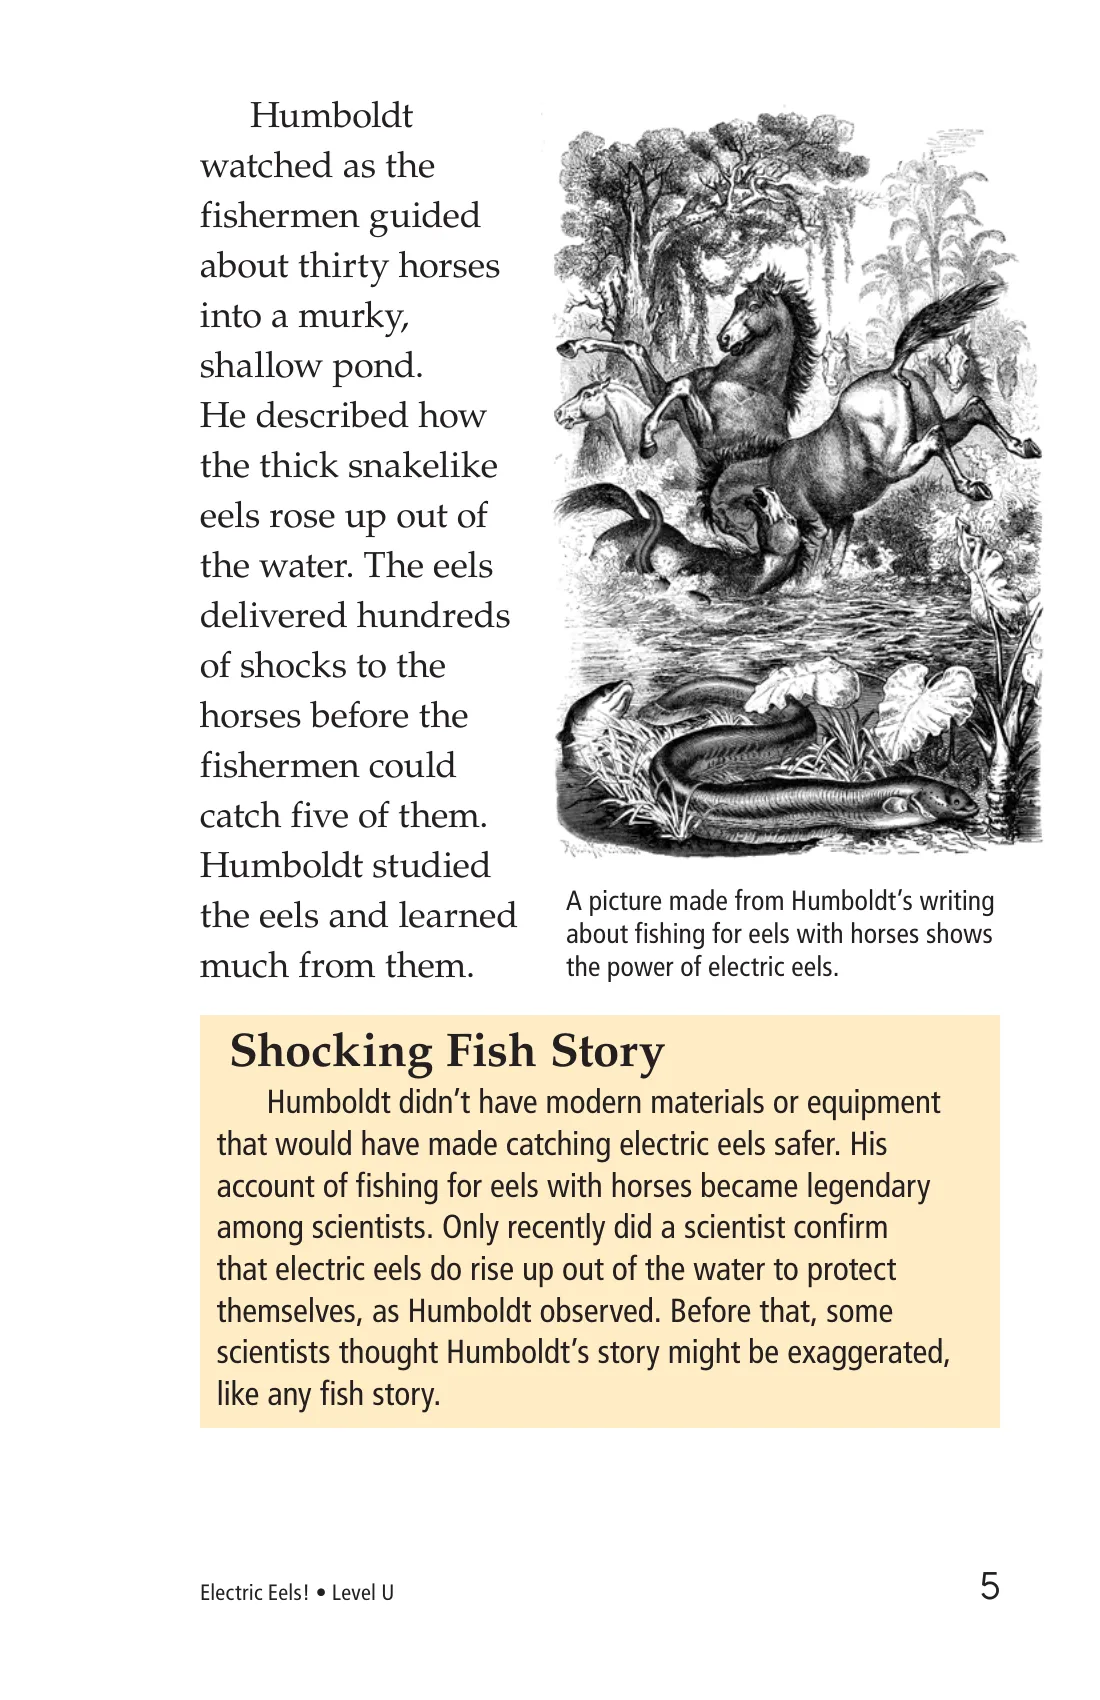 Humboldt
watched as the
fishermen guided
about thirty horses
into a murky,
shallow pond.
He described how
the thick snakelike
eels rose up out of
the water. The eels
delivered hundreds
of shocks to the
horses before the
fishermen could
catch five of them.
Humboldt studied
the eels and learned
much from them.
A picture made from Humboldt’s writing
about fishing for eels with horses shows
the power of electric eels.
Shocking Fish Story
Humboldt didn’t have modern materials or equipment
that would have made catching electric eels safer. His
account of fishing for eels with horses became legendary
among scientists. Only recently did a scientist confirm
that electric eels do rise up out of the water to protect
themselves, as Humboldt observed. Before that, some
scientists thought Humboldt’s story might be exaggerated,
like any fish story.
Electric Eels! • Level U
5